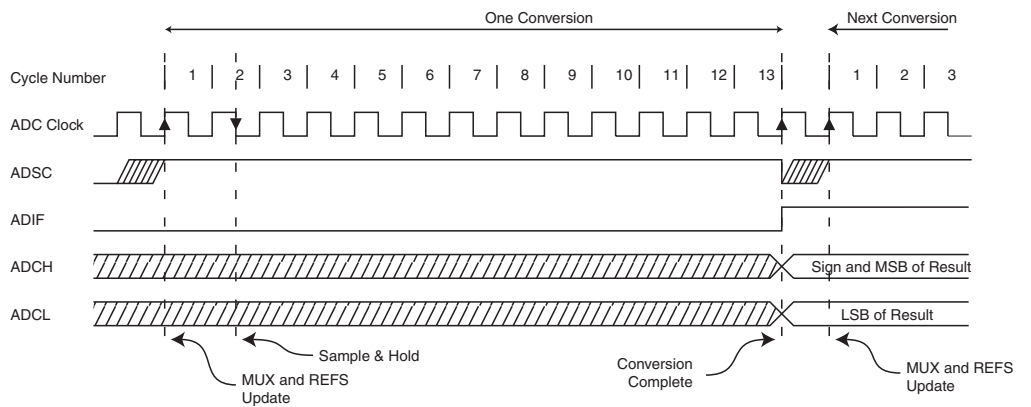 One Conversion
Next Conversion
Cycle Number
1 2 3 4 5 6 7 8 9 10 11 12 13 1 2 3
ADC Clock
ADSC
ADIF
ADCH
Sign and MSB of Result
ADCL
LSB of Result
Sample & Hold
MUX and REFS
Update
Conversion
Complete
MUX and REFS
Update